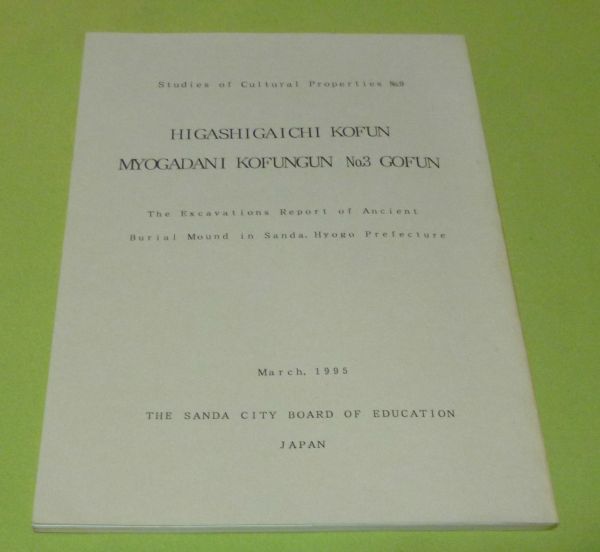 Studies of Cultural Properties №9
HIGASHIGAICHI KOFUN
MYOGADANI KOFUNGUN №3 GOFUN
The Excavations Report of Ancient
Burial Mound in Sanda, Hyogo Prefecture
March, 1995
THE SANDA CITY BOARD OF EDUCATION
JAPAN